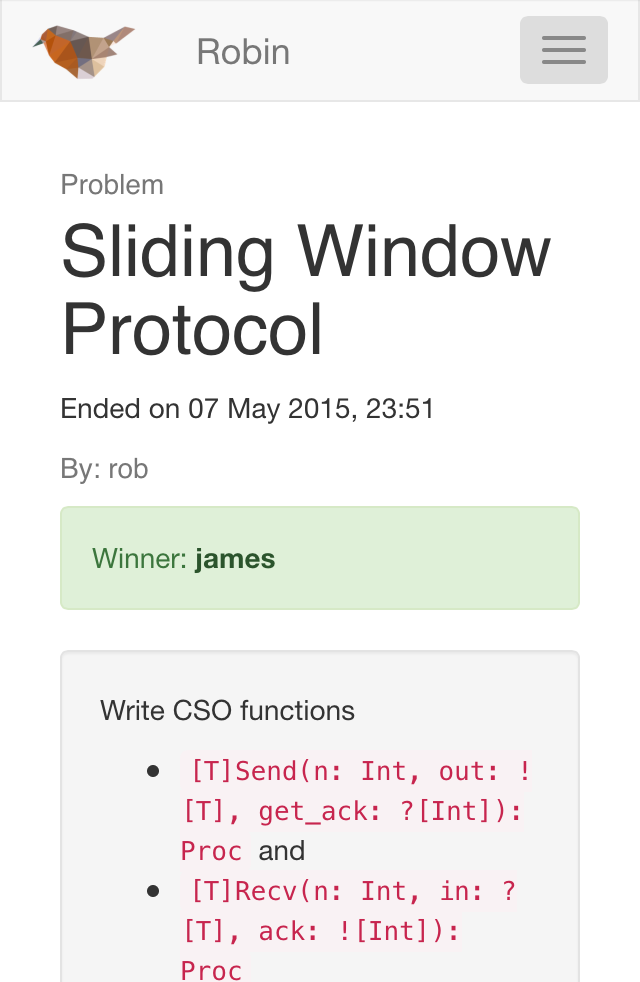 Robin
Problem
Sliding Window
Protocol
Ended on 07 May 2015, 23:51
By: rob
Winner: james
Write CSO functions
• [T]Send(n: Int, out: !
[T], get_ack: ?[Int]):
Proc and
• [T]Recv(n: Int, in: ?
[T], ack: ![Int]):
Proc